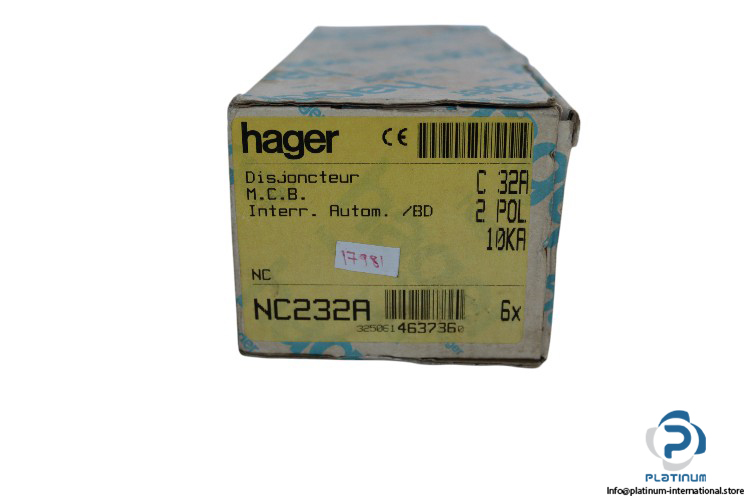 hager CE
Disjoncteur C 32A
M.C.B. 2 POL
Interr. Autom. /BD 10KA
17981
NC
NC232A 6x
3250614637360
PLATINUM
Info@platinum-international.store